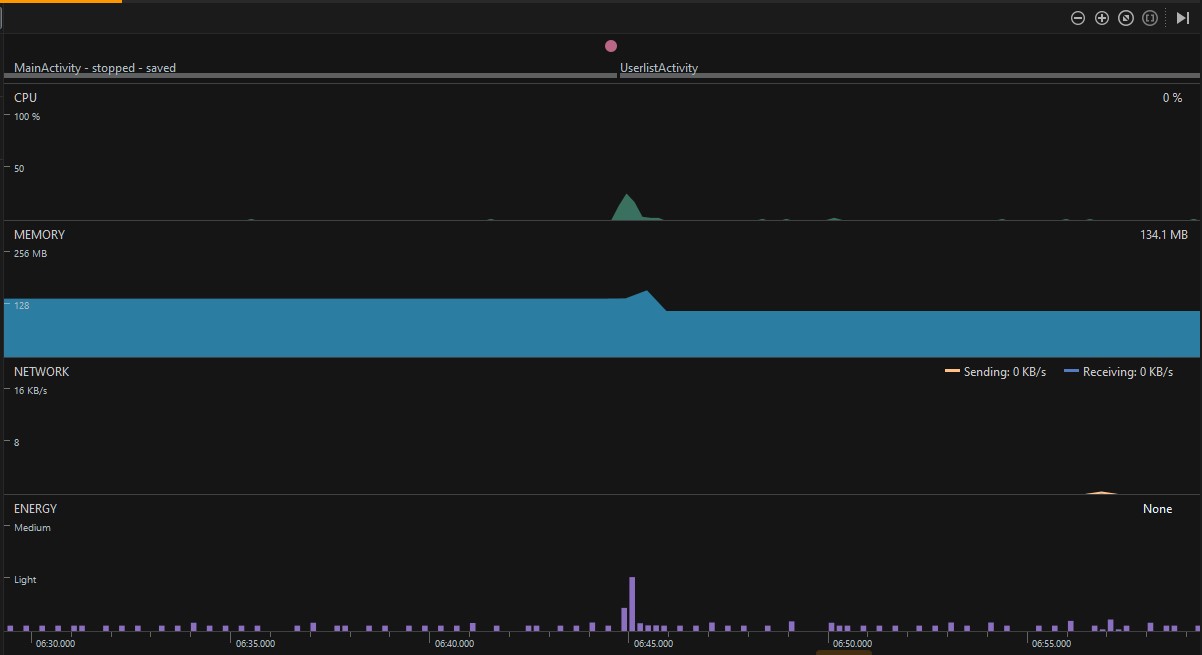 MainActivity - stopped - saved
UserlistActivity
CPU
0 %
100 %
50
MEMORY
134.1 MB
256 MB
128
NETWORK
Sending: 0 KB/s
Receiving: 0 KB/s
16 KB/s
8
ENERGY
None
Medium
Light
06:30.000
06:35.000
06:40.000
06:45.000
06:50.000
06:55.000